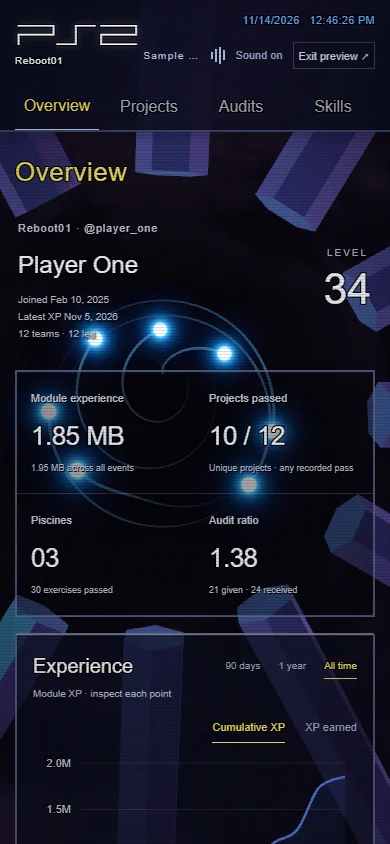 11/14/2026 12:46:26 PM
PS2
Reboot01
Sample ...
Sound on
Exit preview ↗
Overview
Projects
Audits
Skills
Overview
Reboot01 · @player_one
LEVEL
Player One
34
Joined Feb 10, 2025
Latest XP Nov 5, 2026
12 teams · 12
Module experience
Projects passed
1.85 MB
10 / 12
1.95 MB across all events
Unique projects · any recorded pass
Piscines
Audit ratio
03
1.38
30 exercises passed
21 given · 24 received
Experience
90 days
1 year
All time
Module XP · inspect each point
Cumulative XP
XP earned
2.0M
1.5M